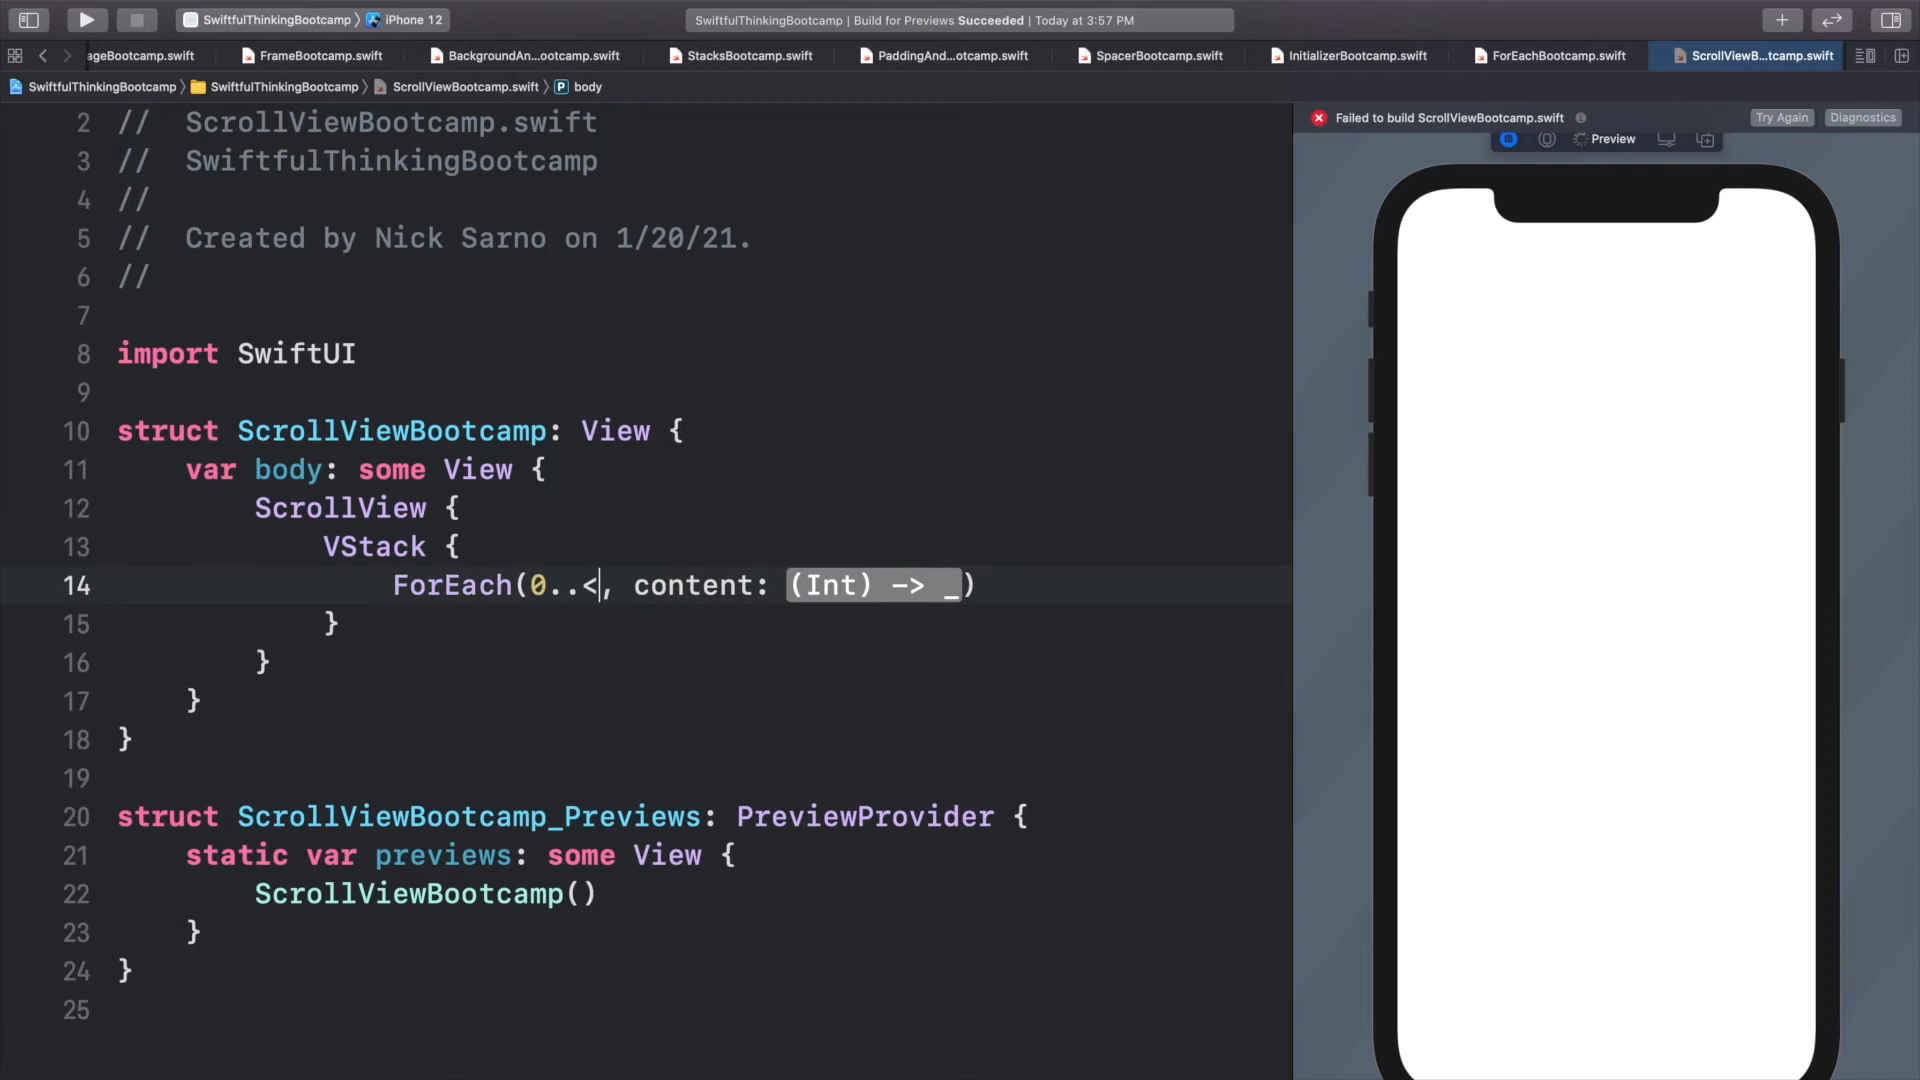 SwiftfulThinkingBootcamp 〉 iPhone 12
SwiftfulThinkingBootcamp | Build for Previews Succeeded | Today at 3:57 PM
ageBootcamp.swift FrameBootcamp.swift BackgroundAn...ootcamp.swift StacksBootcamp.swift PaddingAnd...otcamp.swift SpacerBootcamp.swift InitializerBootcamp.swift ForEachBootcamp.swift ScrollViewB...tcamp.swift
SwiftfulThinkingBootcamp 〉 SwiftfulThinkingBootcamp 〉 ScrollViewBootcamp.swift 〉 P body
Failed to build ScrollViewBootcamp.swift Try Again Diagnostics
Preview
2 //  ScrollViewBootcamp.swift
3 //  SwiftfulThinkingBootcamp
4 //
5 //  Created by Nick Sarno on 1/20/21.
6 //
7
8 import SwiftUI
9
10 struct ScrollViewBootcamp: View {
11     var body: some View {
12         ScrollView {
13             VStack {
14                 ForEach(0..<, content: (Int) -> _)
15             }
16         }
17     }
18 }
19
20 struct ScrollViewBootcamp_Previews: PreviewProvider {
21     static var previews: some View {
22         ScrollViewBootcamp()
23     }
24 }
25